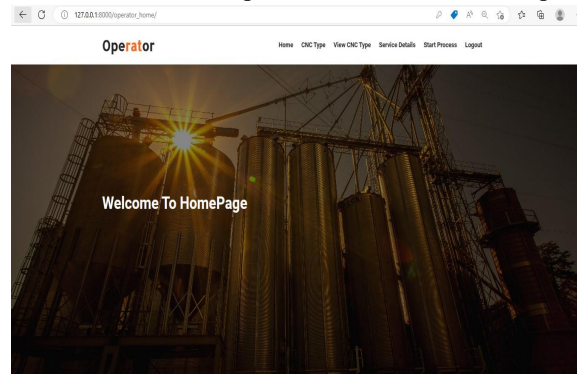 127.0.0.1:8000/operator_home/
Operator
Home CNC Type View CNC Type Service Details Start Process Logout
Welcome To HomePage